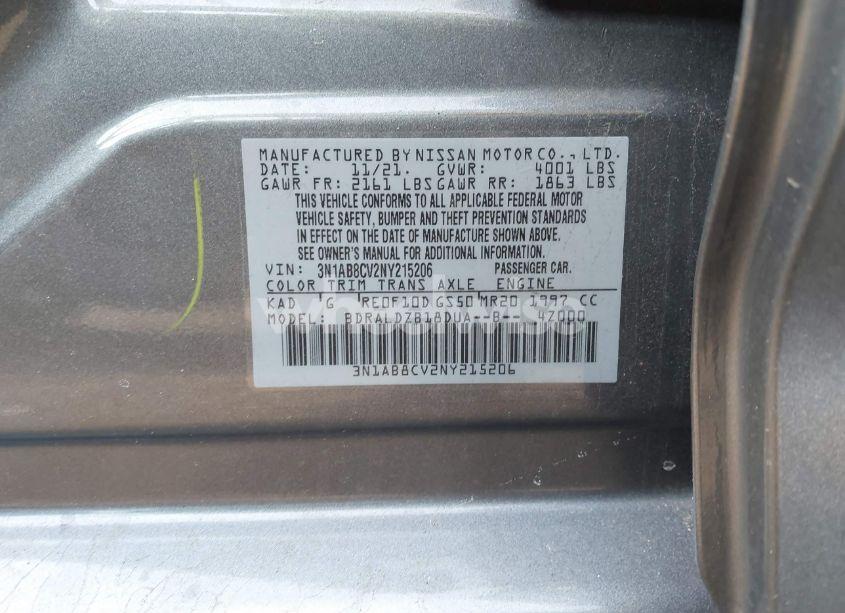 MANUFACTURED BY NISSAN MOTOR CO., LTD.
DATE: 11/21. GVWR: 4001 LBS
GAWR FR: 2161 LBS GAWR RR: 1863 LBS
THIS VEHICLE CONFORMS TO ALL APPLICABLE FEDERAL MOTOR
VEHICLE SAFETY, BUMPER AND THEFT PREVENTION STANDARDS
IN EFFECT ON THE DATE OF MANUFACTURE SHOWN ABOVE.
SEE OWNER'S MANUAL FOR ADDITIONAL INFORMATION.
VIN: 3N1AB8CV2NY215206 PASSENGER CAR.
COLOR TRIM TRANS AXLE ENGINE
KAD G RE0F10D GS50 MR20 1997 CC
MODEL: BDRALDZB18DUA--B-- 4Z000
3N1AB8CV2NY215206